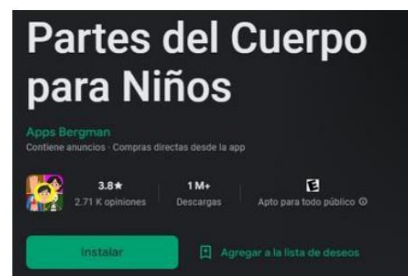 Partes del Cuerpo
para Niños
Apps Bergman
Contiene anuncios · Compras directas desde la app
3.8★
1 M+
E
2.71 K opiniones
Descargas
Apto para todo público
Instalar
Agregar a la lista de deseos